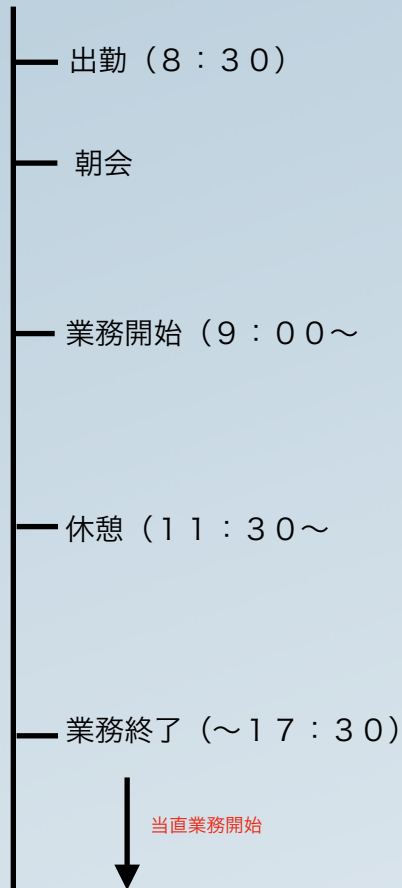 出勤（８：３０）
朝会
業務開始（９：００～
休憩（１１：３０～
業務終了（～１７：３０）
当直業務開始